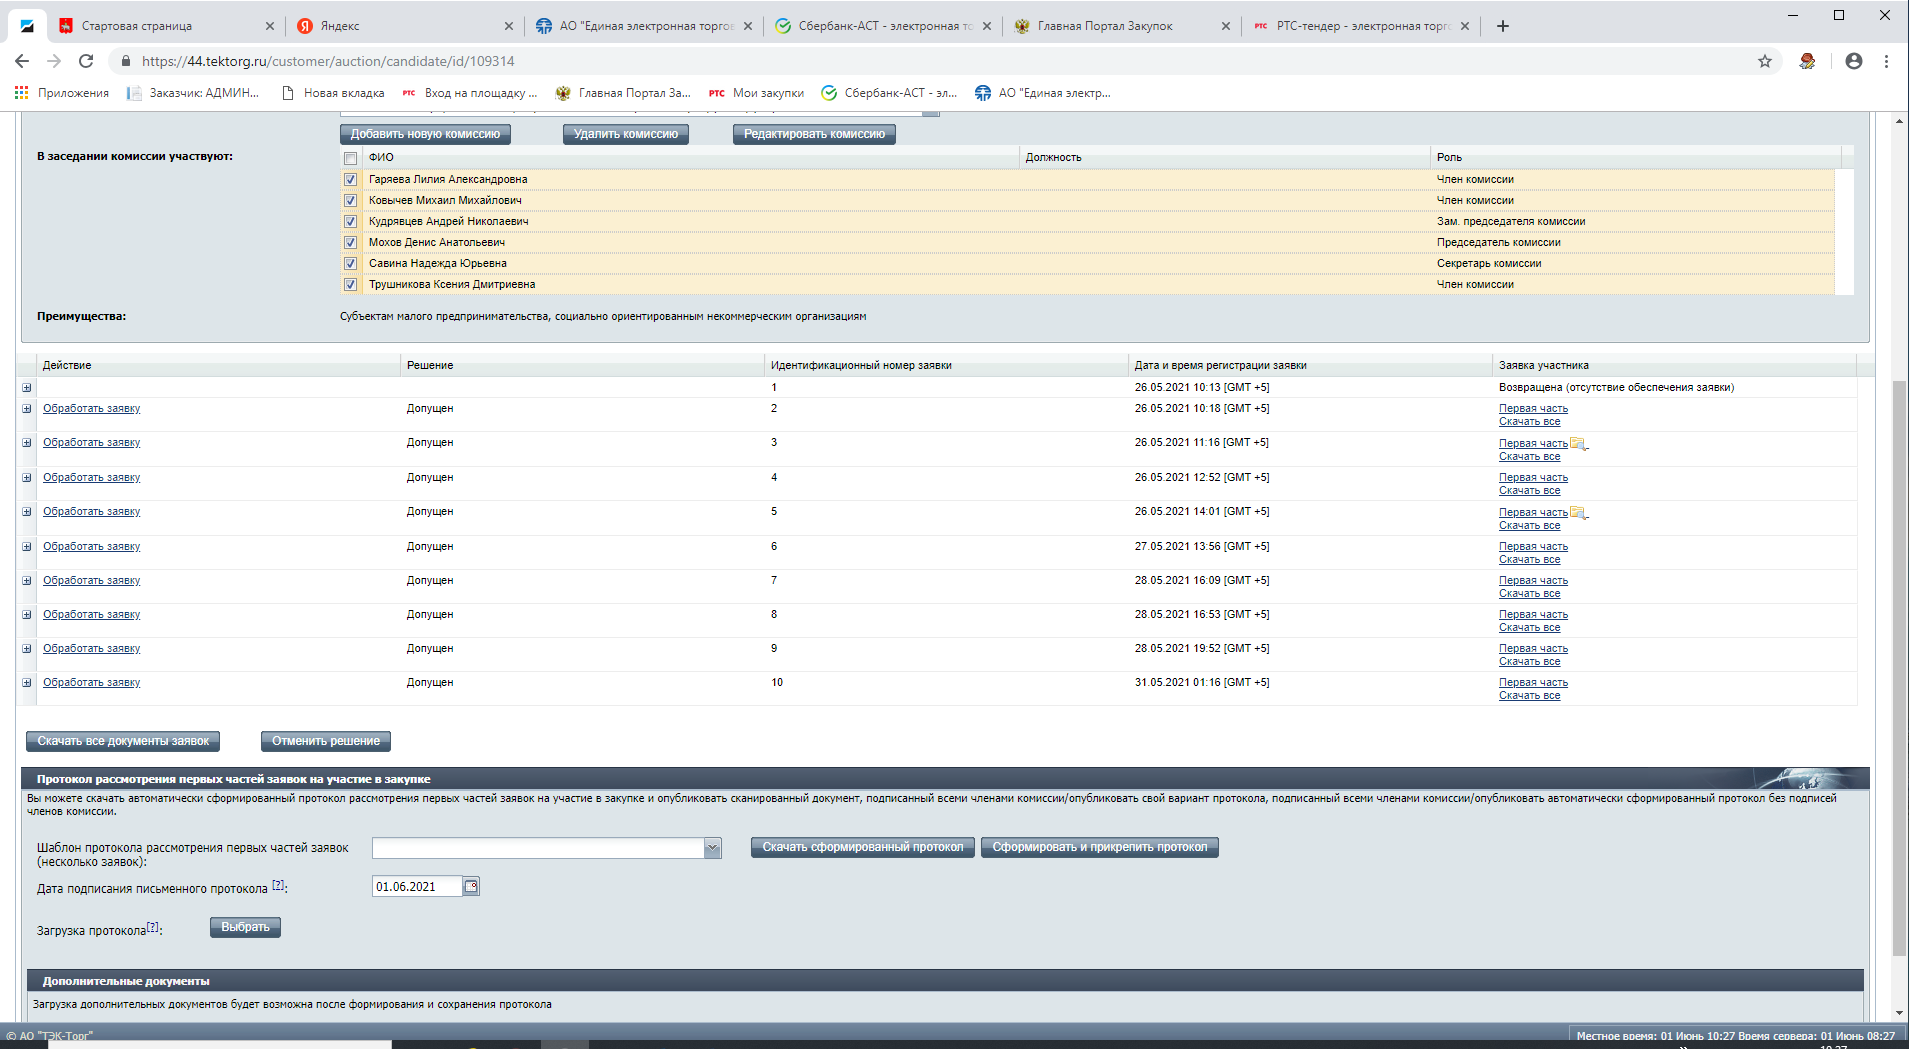 Стартовая страница
Яндекс
АО "Единая электронная торгов
Сбербанк-АСТ - электронная то
Главная Портал Закупок
РТС-тендер - электронная торго
https://44.tektorg.ru/customer/auction/candidate/id/109314
Приложения
Заказчик: АДМИН...
Новая вкладка
Вход на площадку ...
Главная Портал За...
Мои закупки
Сбербанк-АСТ - эл...
АО "Единая электр...
Добавить новую комиссию Удалить комиссию Редактировать комиссию
В заседании комиссии участвуют:
ФИО Должность Роль
Гаряева Лилия Александровна Член комиссии
Ковычев Михаил Михайлович Член комиссии
Кудрявцев Андрей Николаевич Зам. председателя комиссии
Мохов Денис Анатольевич Председатель комиссии
Савина Надежда Юрьевна Секретарь комиссии
Трушникова Ксения Дмитриевна Член комиссии
Преимущества: Субъектам малого предпринимательства, социально ориентированным некоммерческим организациям
Действие Решение Идентификационный номер заявки Дата и время регистрации заявки Заявка участника
1 26.05.2021 10:13 [GMT +5] Возвращена (отсутствие обеспечения заявки)
Обработать заявку Допущен 2 26.05.2021 10:18 [GMT +5] Первая часть
Скачать все
Обработать заявку Допущен 3 26.05.2021 11:16 [GMT +5] Первая часть
Скачать все
Обработать заявку Допущен 4 26.05.2021 12:52 [GMT +5] Первая часть
Скачать все
Обработать заявку Допущен 5 26.05.2021 14:01 [GMT +5] Первая часть
Скачать все
Обработать заявку Допущен 6 27.05.2021 13:56 [GMT +5] Первая часть
Скачать все
Обработать заявку Допущен 7 28.05.2021 16:09 [GMT +5] Первая часть
Скачать все
Обработать заявку Допущен 8 28.05.2021 16:53 [GMT +5] Первая часть
Скачать все
Обработать заявку Допущен 9 28.05.2021 19:52 [GMT +5] Первая часть
Скачать все
Обработать заявку Допущен 10 31.05.2021 01:16 [GMT +5] Первая часть
Скачать все
Скачать все документы заявок Отменить решение
Протокол рассмотрения первых частей заявок на участие в закупке
Вы можете скачать автоматически сформированный протокол рассмотрения первых частей заявок на участие в закупке и опубликовать сканированный документ, подписанный всеми членами комиссии/опубликовать свой вариант протокола, подписанный всеми членами комиссии/опубликовать автоматически сформированный протокол без подписей
членов комиссии.
Шаблон протокола рассмотрения первых частей заявок
(несколько заявок):
Скачать сформированный протокол Сформировать и прикрепить протокол
Дата подписания письменного протокола [?]: 01.06.2021
Загрузка протокола[?]: Выбрать
Дополнительные документы
Загрузка дополнительных документов будет возможна после формирования и сохранения протокола
© АО "ТЭК-Торг"
Местное время: 01 Июнь 10:27 Время сервера: 01 Июнь 08:27